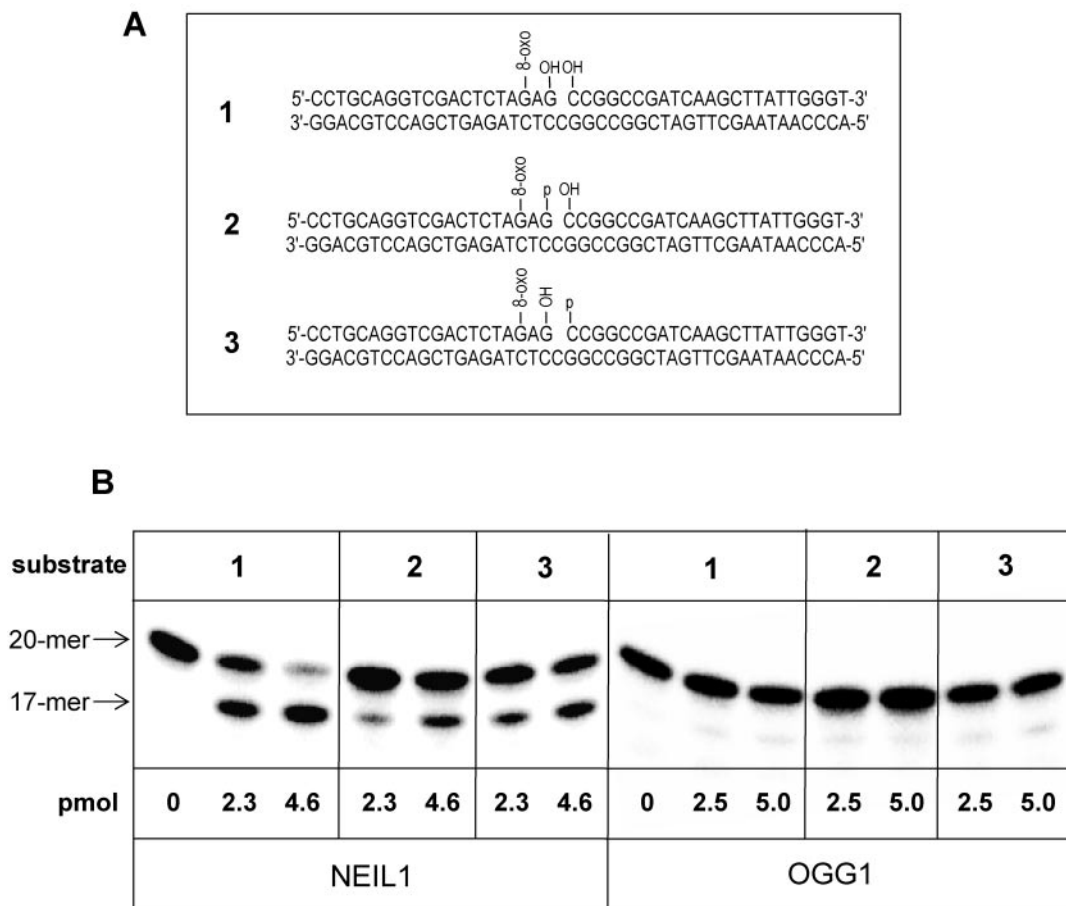 A
8-oxo OH OH
5'-CCTGCAGGTCGACTCTAGAG CCGGCCGATCAAGCTTATTGGGT-3'
1
3'-GGACGTCCAGCTGAGATCTCCGGCCGGCTAGTTCGAATAACCCA-5'
8-oxo p OH
5'-CCTGCAGGTCGACTCTAGAG CCGGCCGATCAAGCTTATTGGGT-3'
2
3'-GGACGTCCAGCTGAGATCTCCGGCCGGCTAGTTCGAATAACCCA-5'
8-oxo OH p
5'-CCTGCAGGTCGACTCTAGAG CCGGCCGATCAAGCTTATTGGGT-3'
3
3'-GGACGTCCAGCTGAGATCTCCGGCCGGCTAGTTCGAATAACCCA-5'
B
substrate 1 2 3 1 2 3
20-mer
17-mer
pmol 0 2.3 4.6 2.3 4.6 2.3 4.6 0 2.5 5.0 2.5 5.0 2.5 5.0
NEIL1 OGG1